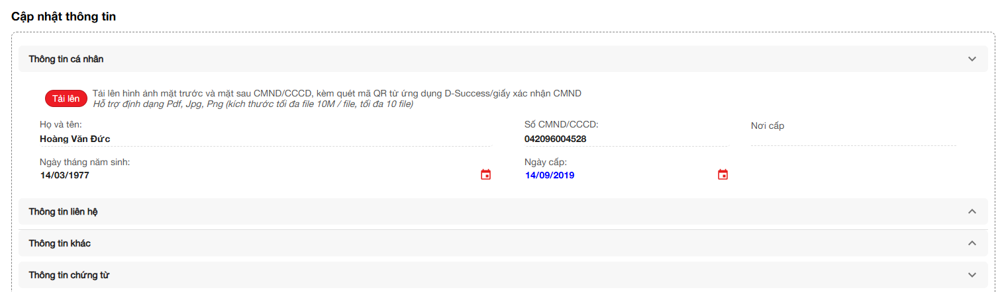 Cập nhật thông tin
Thông tin cá nhân
Tải lên
Tải lên hình ảnh mặt trước và mặt sau CMND/CCCD, kèm quét mã QR từ ứng dụng D-Success/giấy xác nhận CMND
Hỗ trợ định dạng Pdf, Jpg, Png (kích thước tối đa file 10M / file, tối đa 10 file)
Họ và tên:
Số CMND/CCCD:
Nơi cấp
Hoàng Văn Đức
042096004528
Ngày tháng năm sinh:
Ngày cấp:
14/03/1977
14/09/2019
Thông tin liên hệ
Thông tin khác
Thông tin chứng từ